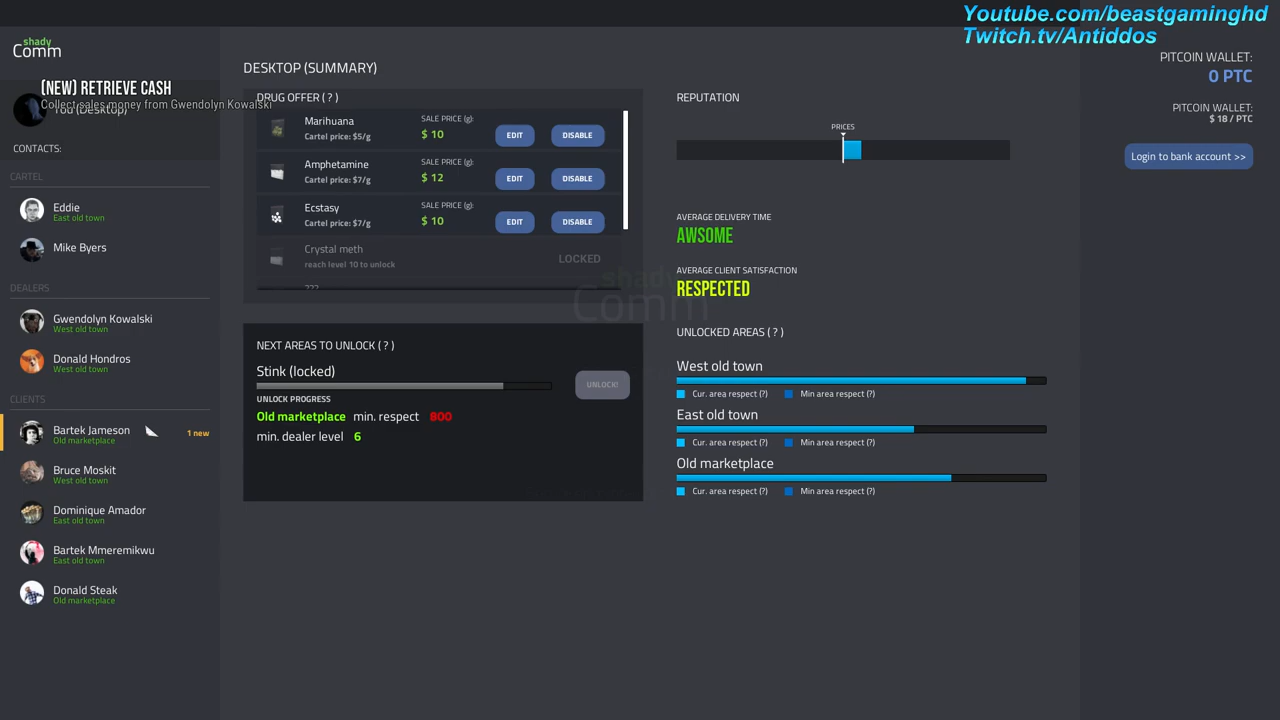 Youtube.com/beastgaminghd
Twitch.tv/Antiddos
shady
Comm
(NEW) RETRIEVE CASH
Collect sales money from Gwendolyn Kowalski
You (Desktop)
CONTACTS:
CARTEL
Eddie
East old town
Mike Byers
DEALERS
Gwendolyn Kowalski
West old town
Donald Hondros
West old town
CLIENTS
Bartek Jameson
Old marketplace
1 new
Bruce Moskit
West old town
Dominique Amador
East old town
Bartek Mmeremikwu
East old town
Donald Steak
Old marketplace
DESKTOP (SUMMARY)
DRUG OFFER ( ? )
Marihuana
Cartel price: $5/g
SALE PRICE (g):
$ 10
EDIT
DISABLE
Amphetamine
Cartel price: $7/g
SALE PRICE (g):
$ 12
EDIT
DISABLE
Ecstasy
Cartel price: $7/g
SALE PRICE (g):
$ 10
EDIT
DISABLE
Crystal meth
reach level 10 to unlock
LOCKED
???
shady
Comm
NEXT AREAS TO UNLOCK ( ? )
Stink (locked)
UNLOCK!
UNLOCK PROGRESS
Old marketplace min. respect 800
min. dealer level 6
REPUTATION
PRICES
AVERAGE DELIVERY TIME
AWSOME
AVERAGE CLIENT SATISFACTION
RESPECTED
UNLOCKED AREAS ( ? )
West old town
Cur. area respect (?) Min area respect (?)
East old town
Cur. area respect (?) Min area respect (?)
Old marketplace
Cur. area respect (?) Min area respect (?)
PITCOIN WALLET:
0 PTC
PITCOIN WALLET:
$ 18 / PTC
Login to bank account >>